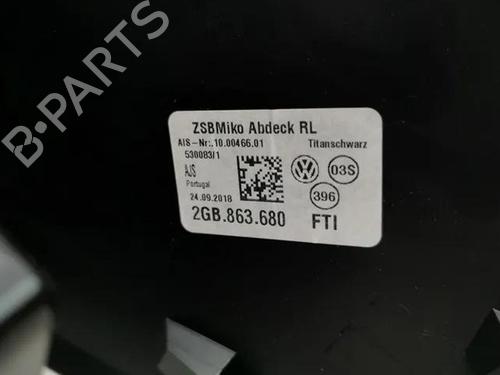 ZSBMiko Abdeck RL
AIS-Nr:.10.00466.01 Titanschwarz
530083/1
AJS
Portugal
24.09.2018
03S
396
2GB.863.680 FTI
B-PARTS